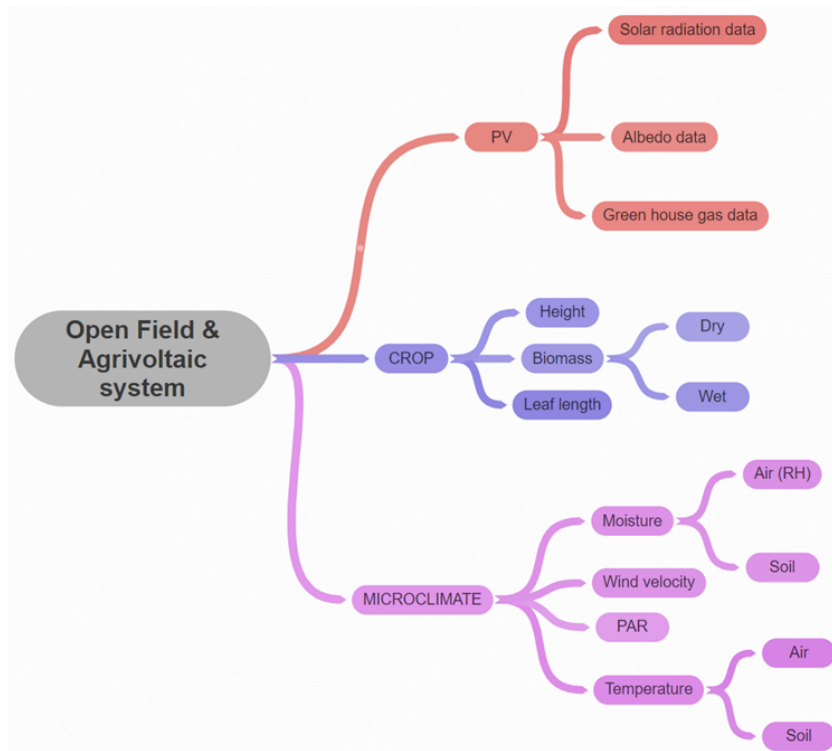 Open Field &
Agrivoltaic
system
PV
Solar radiation data
Albedo data
Green house gas data
CROP
Height
Biomass
Dry
Wet
Leaf length
MICROCLIMATE
Moisture
Air (RH)
Soil
Wind velocity
PAR
Temperature
Air
Soil